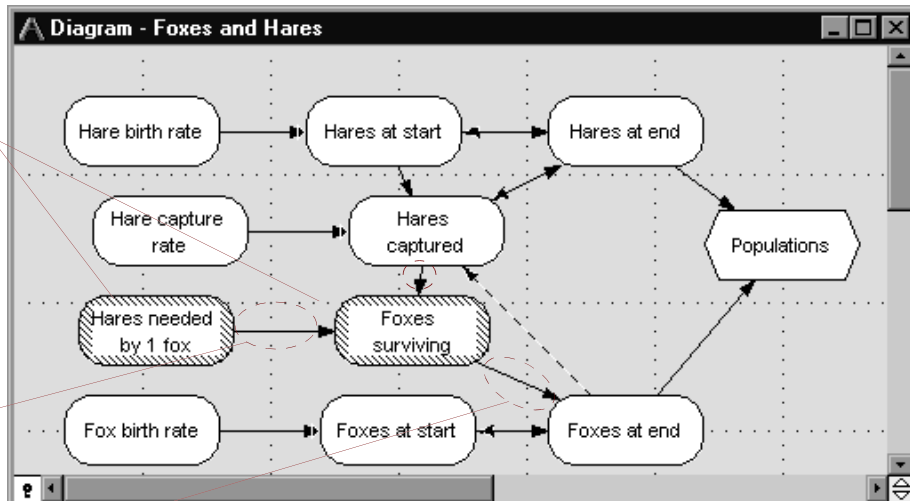 Diagram - Foxes and Hares
Hare birth rate
Hares at start
Hares at end
Hare capture
rate
Hares
captured
Populations
Hares needed
by 1 fox
Foxes
surviving
Fox birth rate
Foxes at start
Foxes at end
?